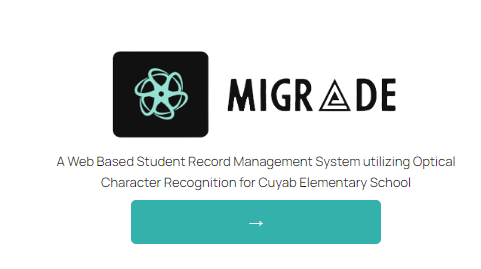 MIGRADE
A Web Based Student Record Management System utilizing Optical
Character Recognition for Cuyab Elementary School
→